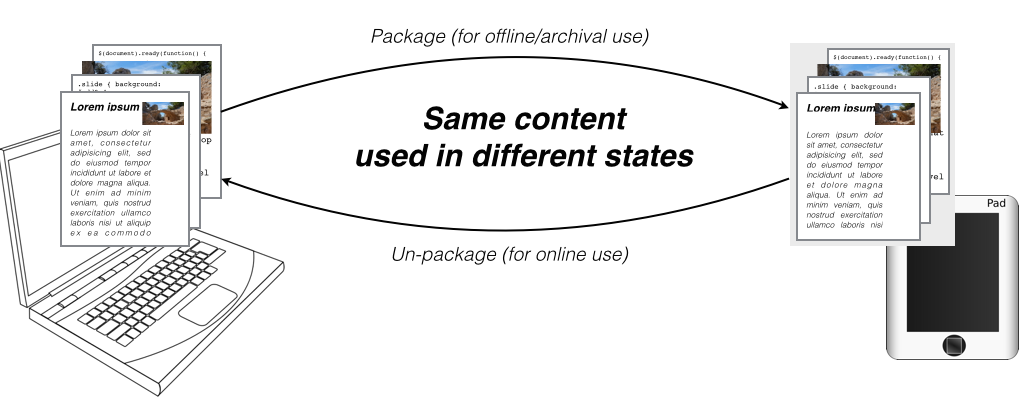 Package (for offline/archival use)
$(document).ready(function() {
.slide { background:
Lorem ipsum
Lorem ipsum dolor sit
amet, consectetur
adipisicing elit, sed
do eiusmod tempor
incididunt ut labore et
dolore magna aliqua.
Ut enim ad minim
veniam, quis nostrud
exercitation ullamco
laboris nisi ut aliquip
ex ea commodo
Same content
used in different states
$(document).ready(function() {
.slide { background:
Lorem ipsum
Lorem ipsum dolor
sit amet, consectetur
adipisicing elit, sed
do eiusmod tempor
incididunt ut labore
et dolore magna
aliqua. Ut enim ad
minim veniam, quis
nostrud exercitation
ullamco laboris nisi
Pad
Un-package (for online use)